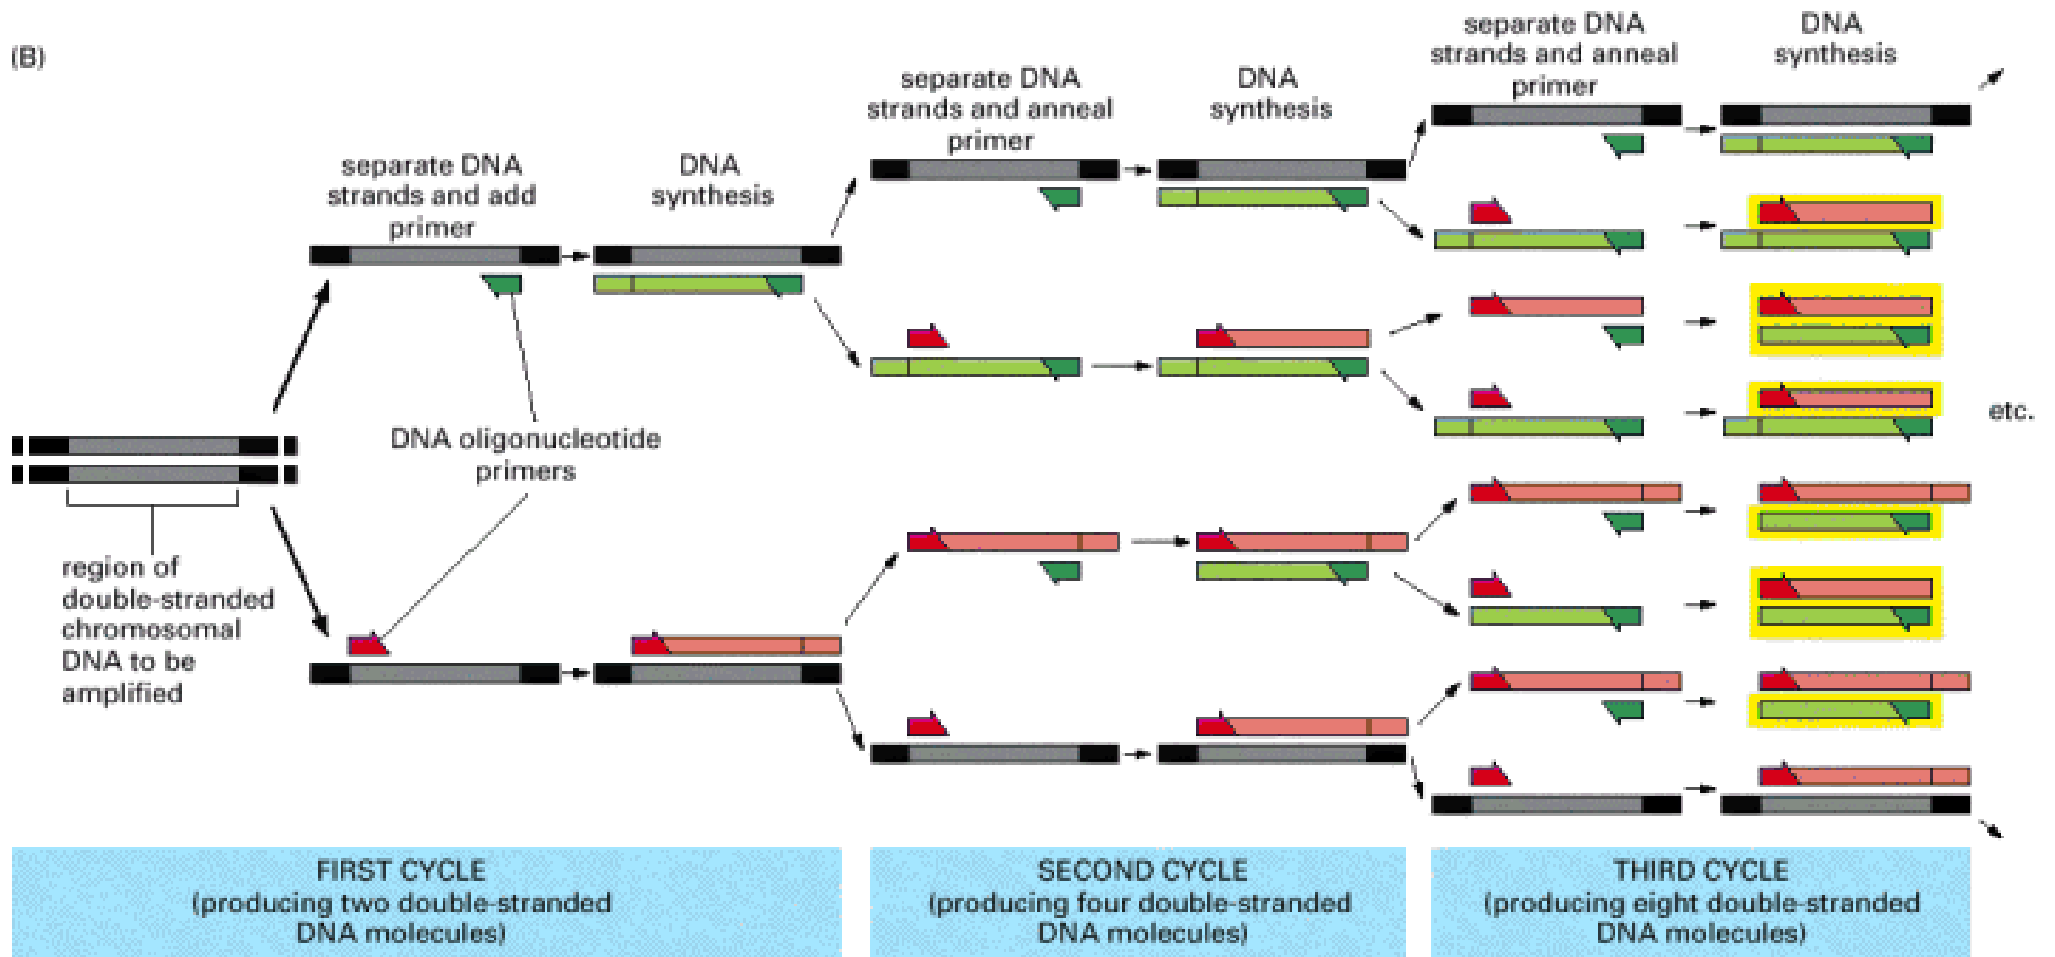 (B)
separate DNA
strands and add
primer
DNA
synthesis
separate DNA
strands and anneal
primer
DNA
synthesis
separate DNA
strands and anneal
primer
DNA
synthesis
DNA oligonucleotide
primers
region of
double-stranded
chromosomal
DNA to be
amplified
etc.
FIRST CYCLE
(producing two double-stranded
DNA molecules)
SECOND CYCLE
(producing four double-stranded
DNA molecules)
THIRD CYCLE
(producing eight double-stranded
DNA molecules)